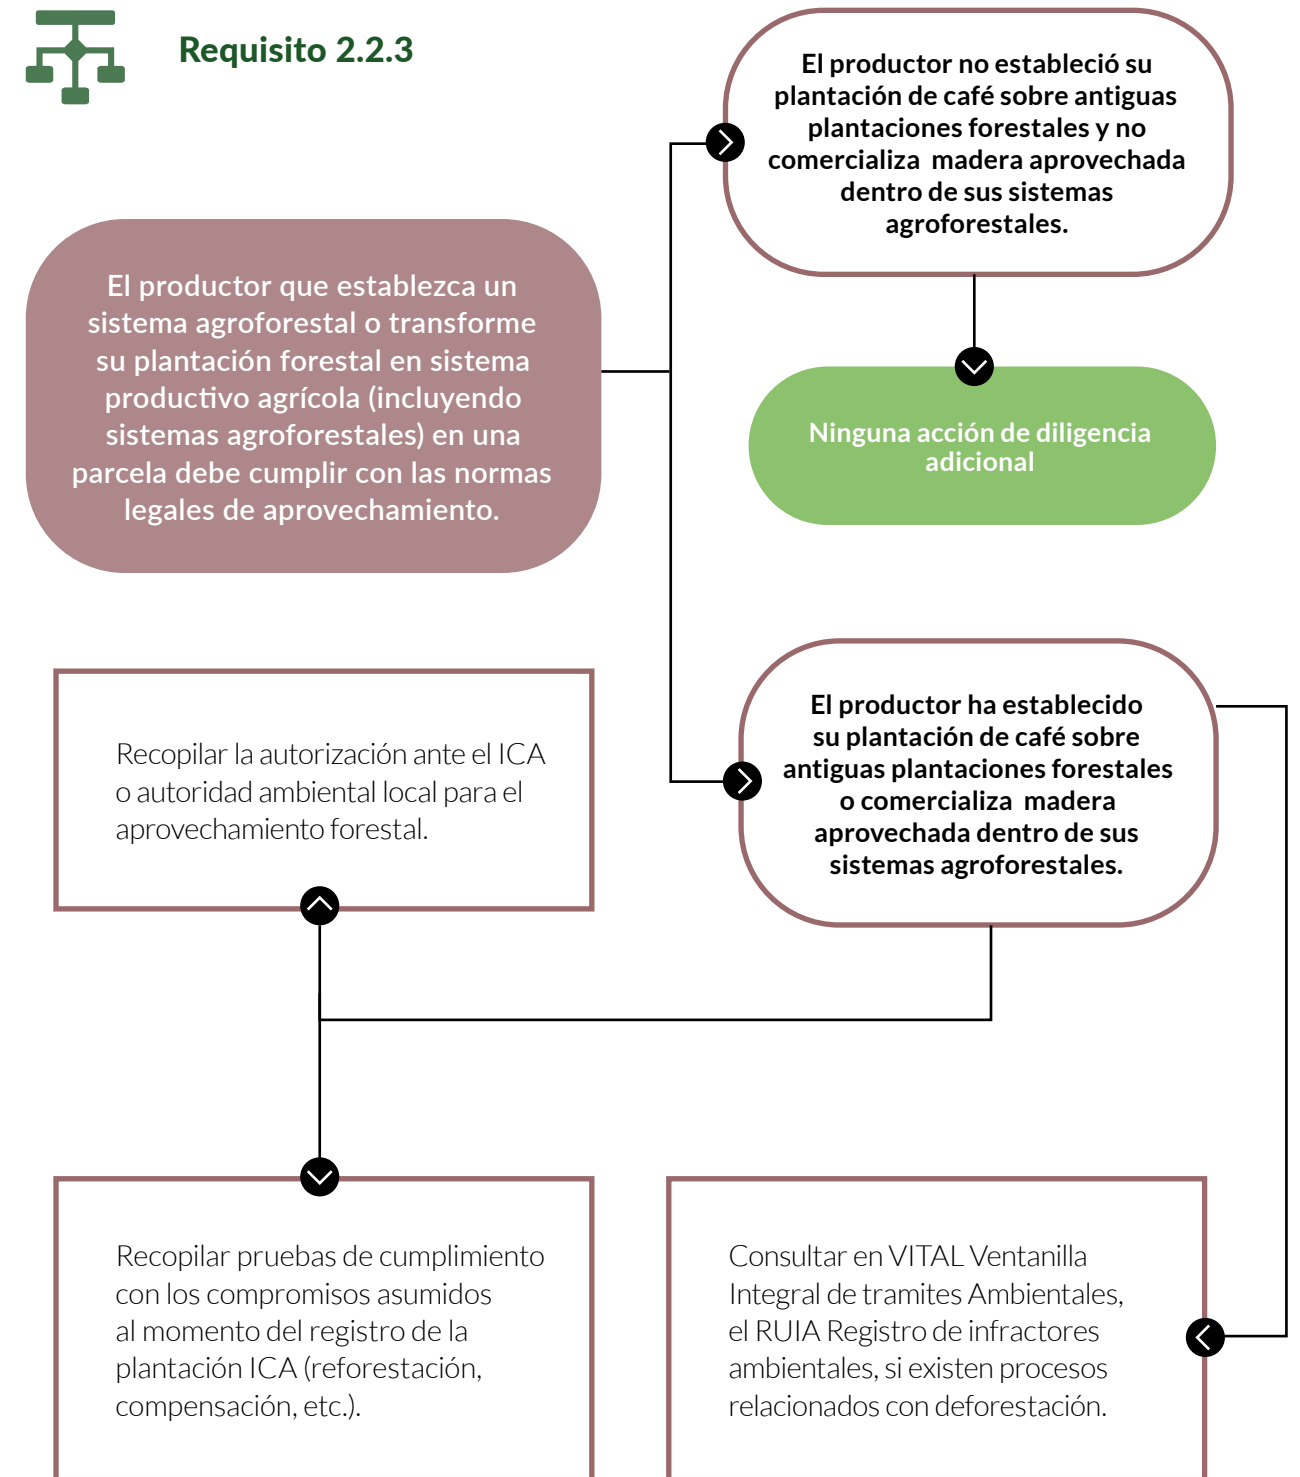 Requisito 2.2.3
El productor no estableció su
plantación de café sobre antiguas
plantaciones forestales y no
comercializa  madera aprovechada
dentro de sus sistemas
agroforestales.
El productor que establezca un
sistema agroforestal o transforme
su plantación forestal en sistema
productivo agrícola (incluyendo
sistemas agroforestales) en una
parcela debe cumplir con las normas
legales de aprovechamiento.
Ninguna acción de diligencia
adicional
El productor ha establecido
su plantación de café sobre
antiguas plantaciones forestales
o comercializa  madera
aprovechada dentro de sus
sistemas agroforestales.
Recopilar la autorización ante el ICA
o autoridad ambiental local para el
aprovechamiento forestal.
Recopilar pruebas de cumplimiento
con los compromisos asumidos
al momento del registro de la
plantación ICA (reforestación,
compensación, etc.).
Consultar en VITAL Ventanilla
Integral de tramites Ambientales,
el RUIA Registro de infractores
ambientales, si existen procesos
relacionados con deforestación.